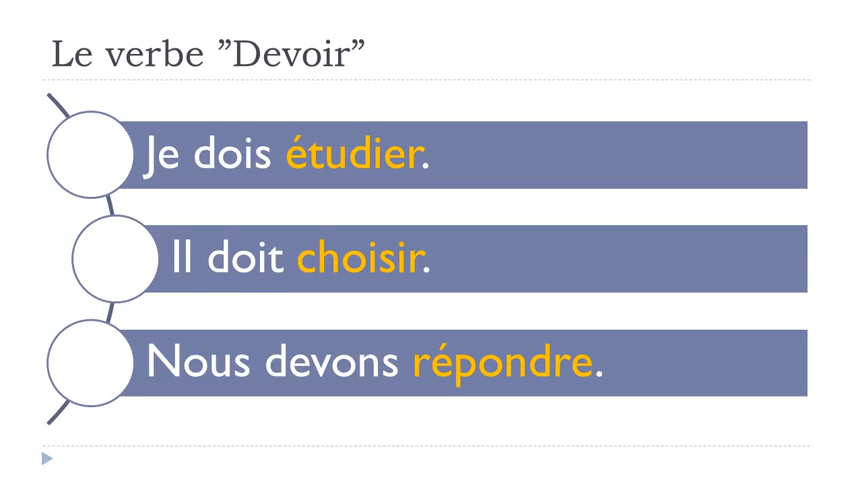 Le verbe ”Devoir”
Je dois étudier.
Il doit choisir.
Nous devons répondre.